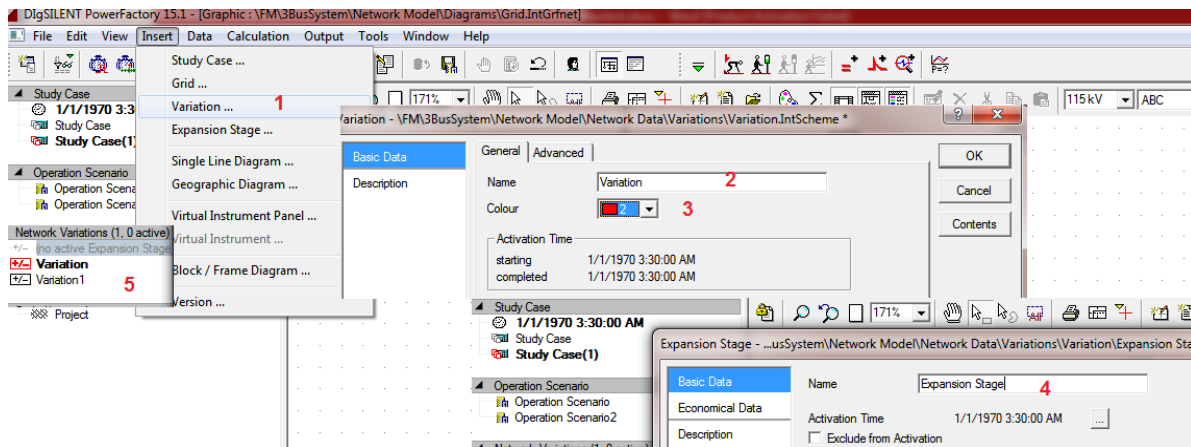 DIgSILENT PowerFactory 15.1 - [Graphic : \FM\3BusSystem\Network Model\Diagrams\Grid.IntGrfnet]
File Edit View Insert Data Calculation Output Tools Window Help
Study Case ...
Grid ...
Variation ... 1
Expansion Stage ...
Single Line Diagram ...
Geographic Diagram ...
Virtual Instrument Panel ...
Virtual Instrument ...
Block / Frame Diagram ...
Version ...
171%
115 kV
ABC
Study Case
1/1/1970 3:3
Study Case
Study Case(1)
Operation Scenario
Operation Scena
Operation Scena
Network Variations (1, 0 active)
(no active Expansion Stage
Variation
Variation1
5
Project
Variation - \FM\3BusSystem\Network Model\Network Data\Variations\Variation.IntScheme *
Basic Data
Description
General Advanced
Name Variation 2
Colour 2 3
Activation Time
starting 1/1/1970 3:30:00 AM
completed 1/1/1970 3:30:00 AM
OK
Cancel
Contents
Study Case
1/1/1970 3:30:00 AM
Study Case
Study Case(1)
Operation Scenario
Operation Scenario
Operation Scenario2
171%
Expansion Stage - ...usSystem\Network Model\Network Data\Variations\Variation\Expansion Sta
Basic Data
Economical Data
Description
Name Expansion Stage 4
Activation Time 1/1/1970 3:30:00 AM ...
Exclude from Activation